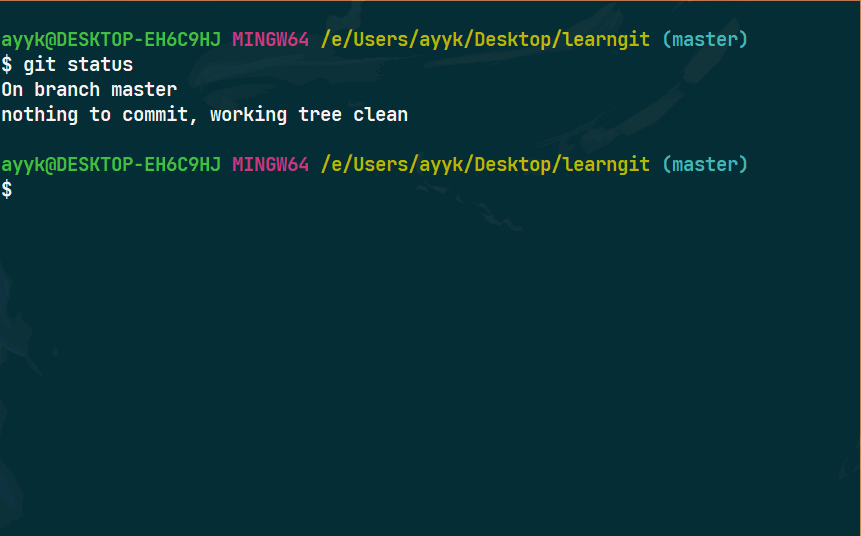 ayyk@DESKTOP-EH6C9HJ MINGW64 /e/Users/ayyk/Desktop/learngit (master)
$ git status
On branch master
nothing to commit, working tree clean
ayyk@DESKTOP-EH6C9HJ MINGW64 /e/Users/ayyk/Desktop/learngit (master)
$